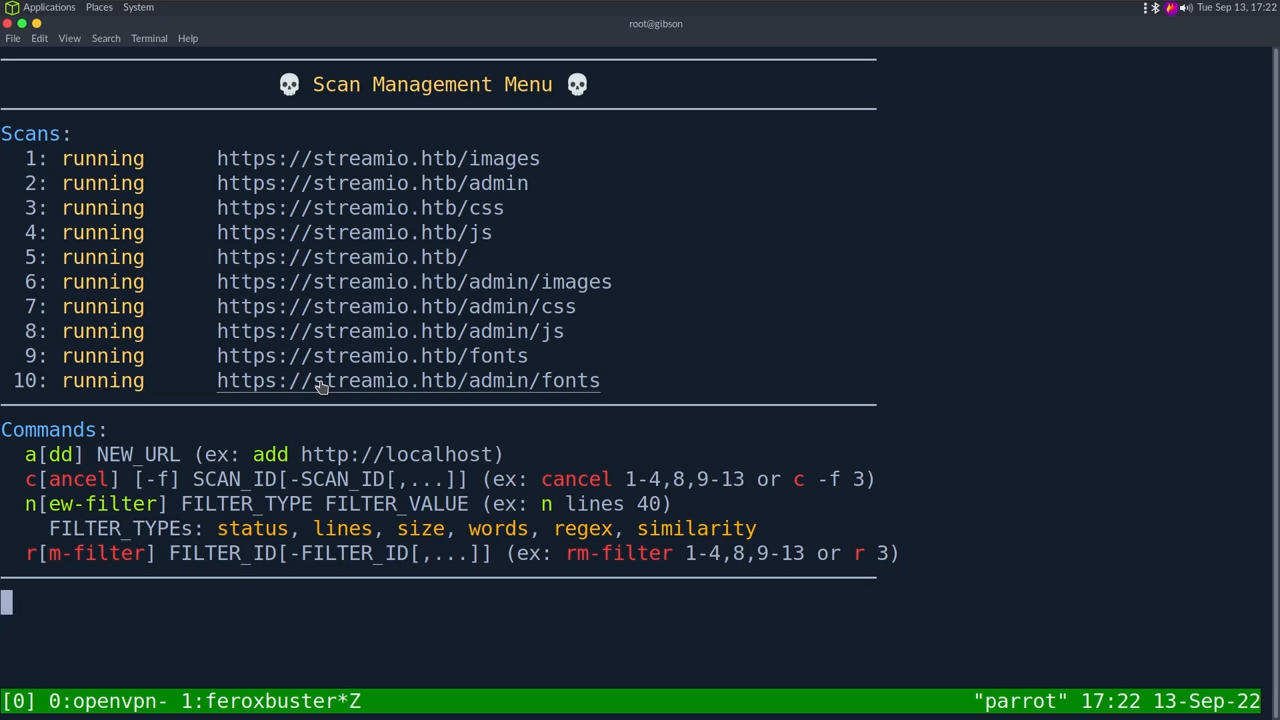 Applications Places System Tue Sep 13, 17:22
root@gibson
File Edit View Search Terminal Help
💀 Scan Management Menu 💀
Scans:
1: running https://streamio.htb/images
2: running https://streamio.htb/admin
3: running https://streamio.htb/css
4: running https://streamio.htb/js
5: running https://streamio.htb/
6: running https://streamio.htb/admin/images
7: running https://streamio.htb/admin/css
8: running https://streamio.htb/admin/js
9: running https://streamio.htb/fonts
10: running https://streamio.htb/admin/fonts
Commands:
a[dd] NEW_URL (ex: add http://localhost)
c[ancel] [-f] SCAN_ID[-SCAN_ID[,...]] (ex: cancel 1-4,8,9-13 or c -f 3)
n[ew-filter] FILTER_TYPE FILTER_VALUE (ex: n lines 40)
FILTER_TYPEs: status, lines, size, words, regex, similarity
r[m-filter] FILTER_ID[-FILTER_ID[,...]] (ex: rm-filter 1-4,8,9-13 or r 3)
[0] 0:openvpn- 1:feroxbuster*Z "parrot" 17:22 13-Sep-22